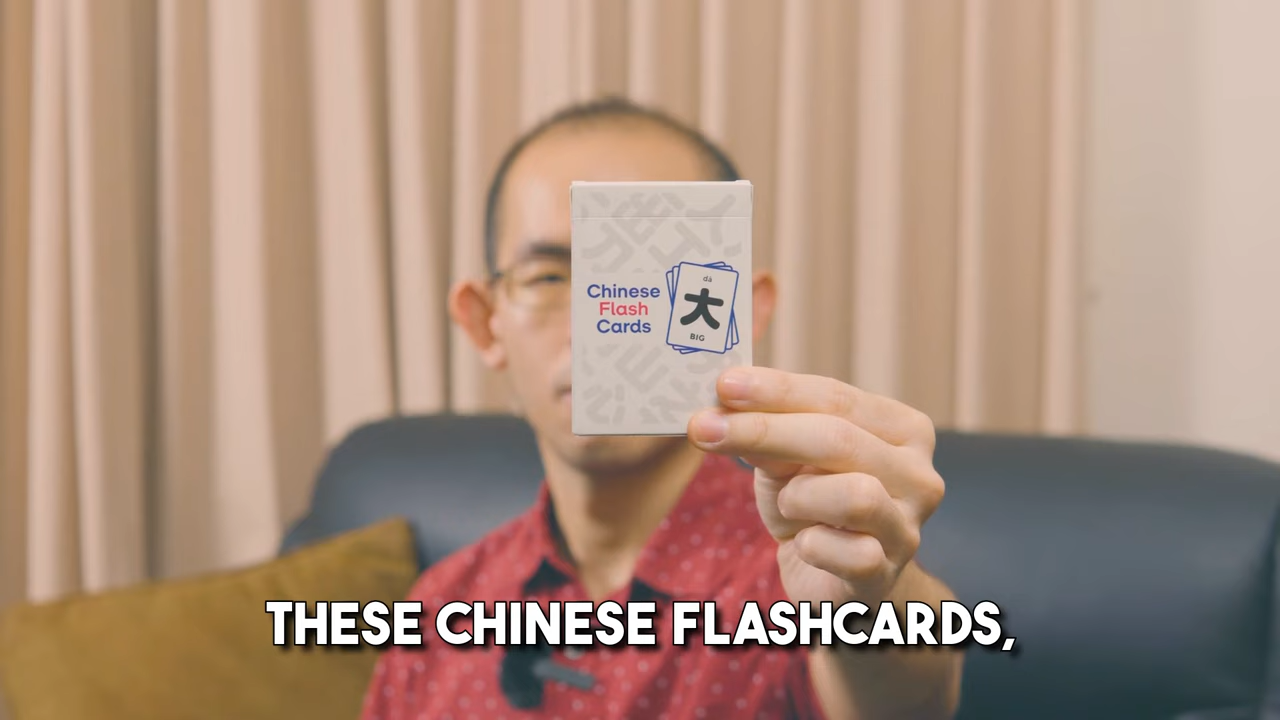 Chinese
Flash
Cards
dà
大
BIG
THESE CHINESE FLASHCARDS,